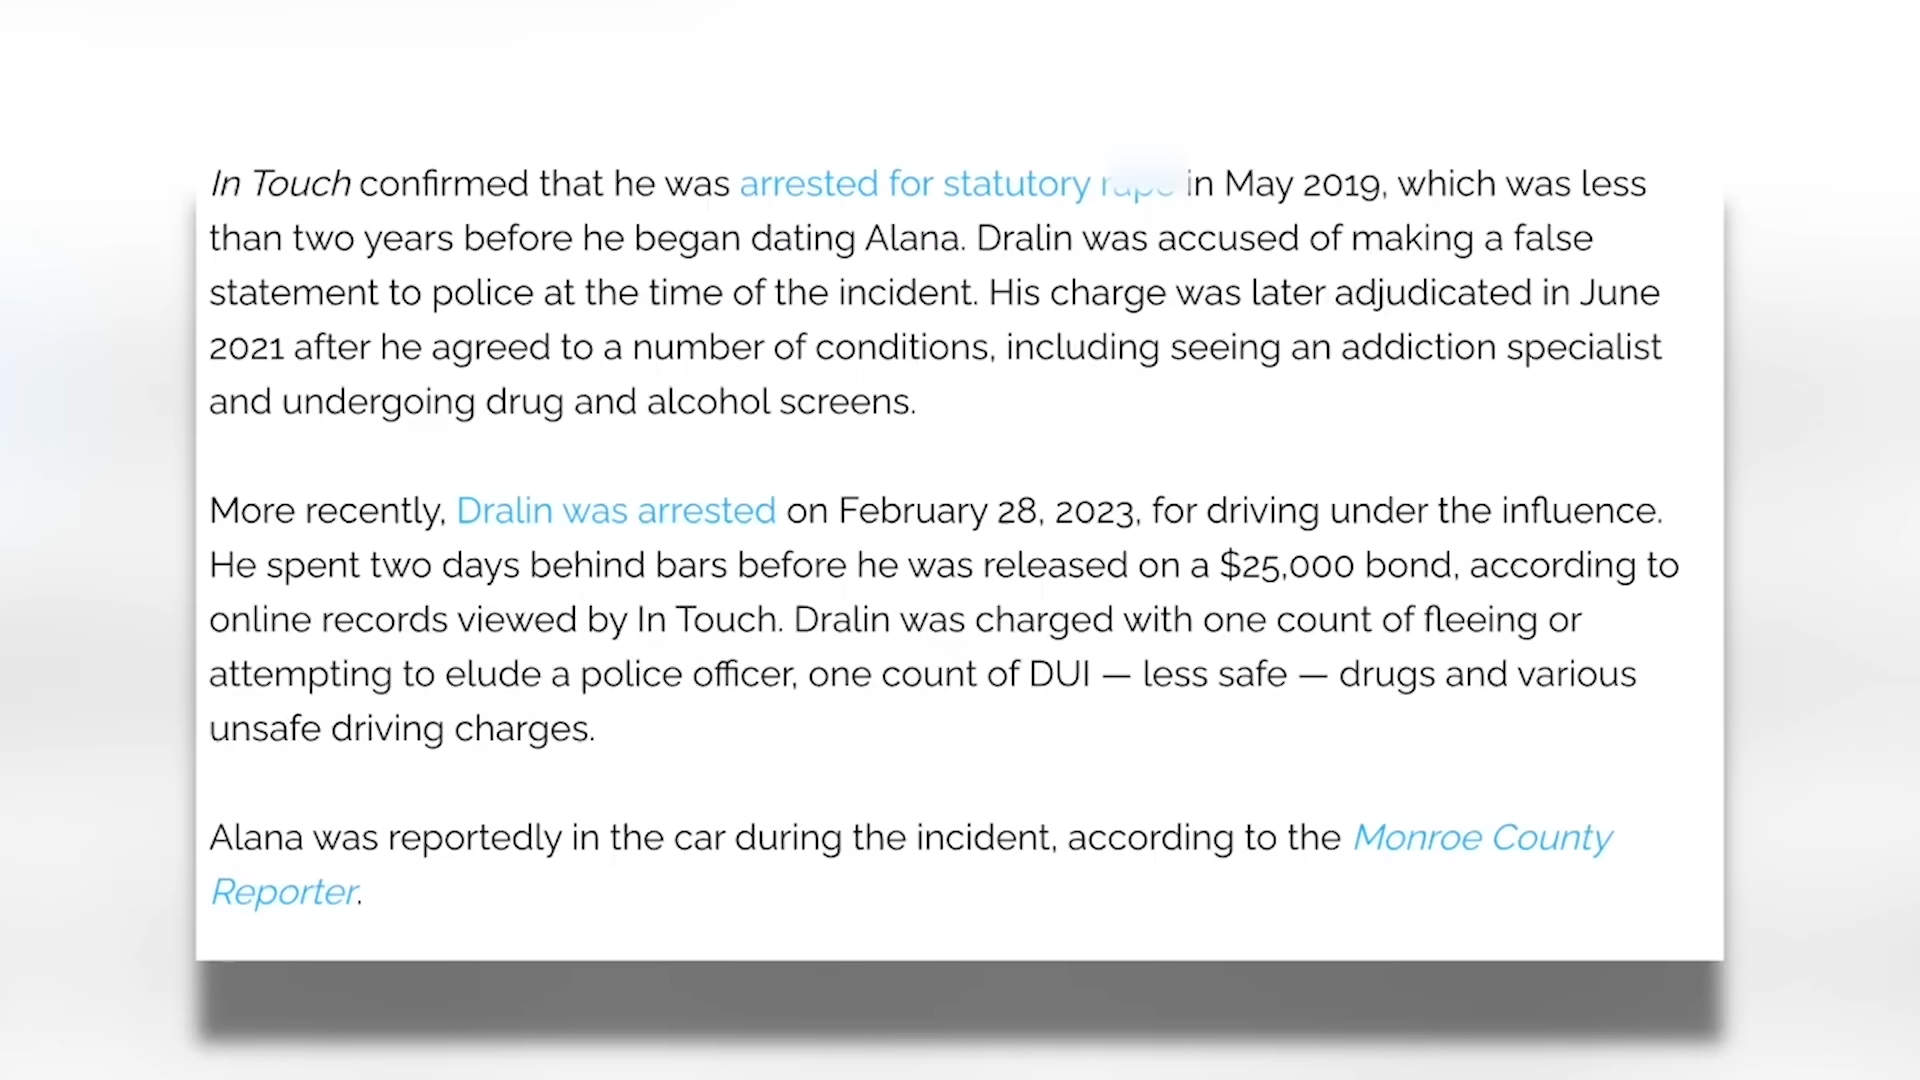 In Touch confirmed that he was arrested for statutory rape in May 2019, which was less
than two years before he began dating Alana. Dralin was accused of making a false
statement to police at the time of the incident. His charge was later adjudicated in June
2021 after he agreed to a number of conditions, including seeing an addiction specialist
and undergoing drug and alcohol screens.
More recently, Dralin was arrested on February 28, 2023, for driving under the influence.
He spent two days behind bars before he was released on a $25,000 bond, according to
online records viewed by In Touch. Dralin was charged with one count of fleeing or
attempting to elude a police officer, one count of DUI — less safe — drugs and various
unsafe driving charges.
Alana was reportedly in the car during the incident, according to the Monroe County
Reporter.